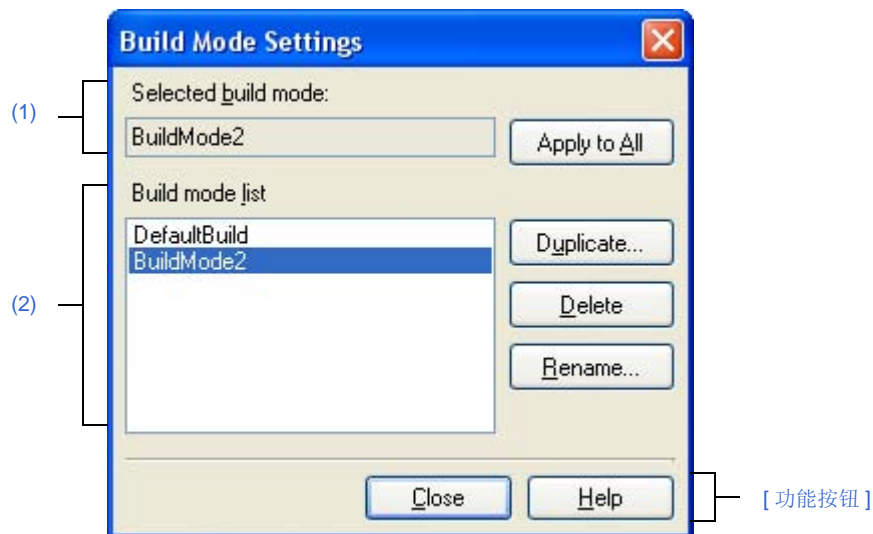 Build Mode Settings
(1)
Selected build mode:
BuildMode2
Apply to All
(2)
Build mode list
DefaultBuild
BuildMode2
Duplicate...
Delete
Rename...
Close
Help
[ 功能按钮 ]